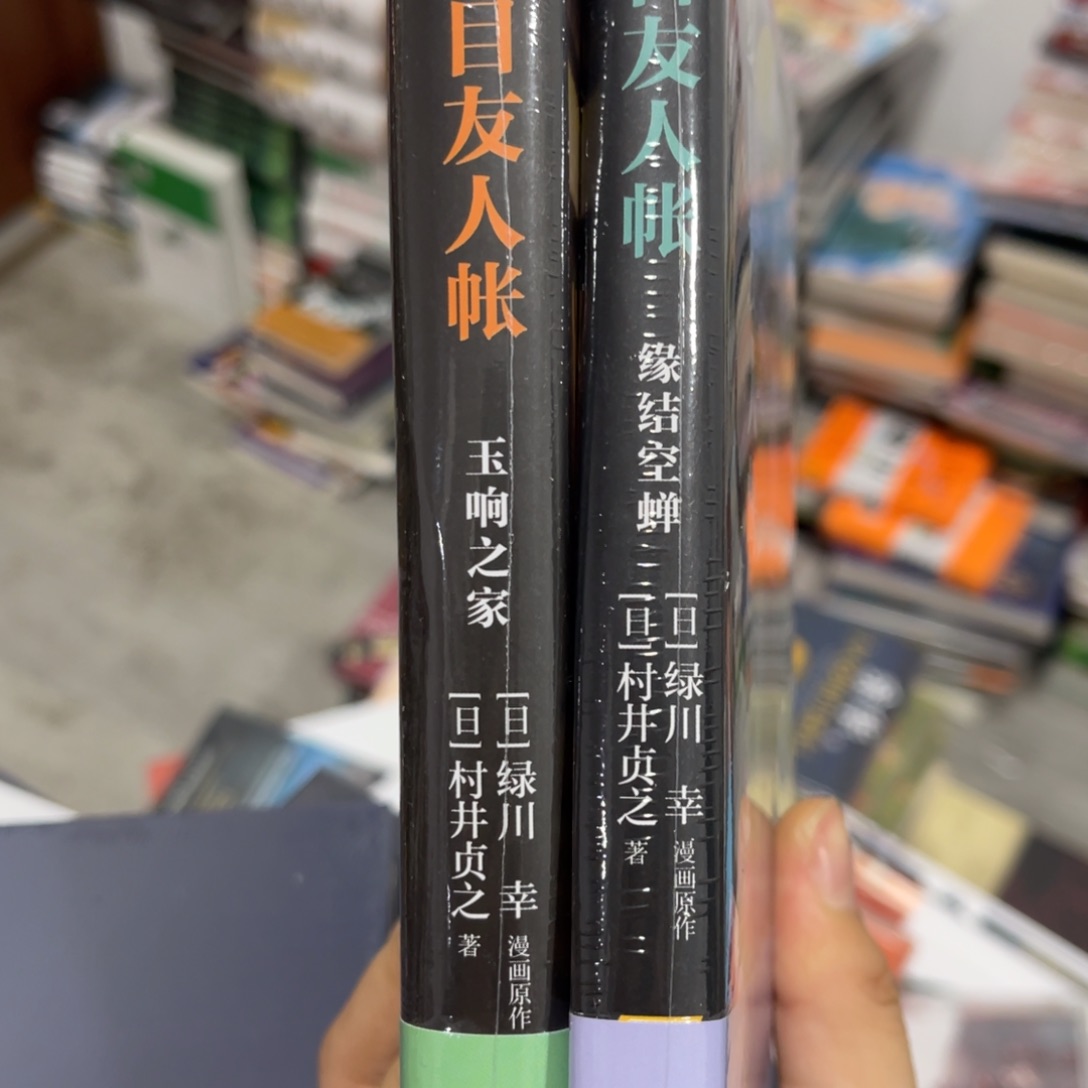 目友人帐
玉响之家
[日]绿川 幸 漫画原作
[日]村井贞之 著
友人帐
缘结空蝉
[日]绿川 幸 漫画原作
[日]村井贞之 著